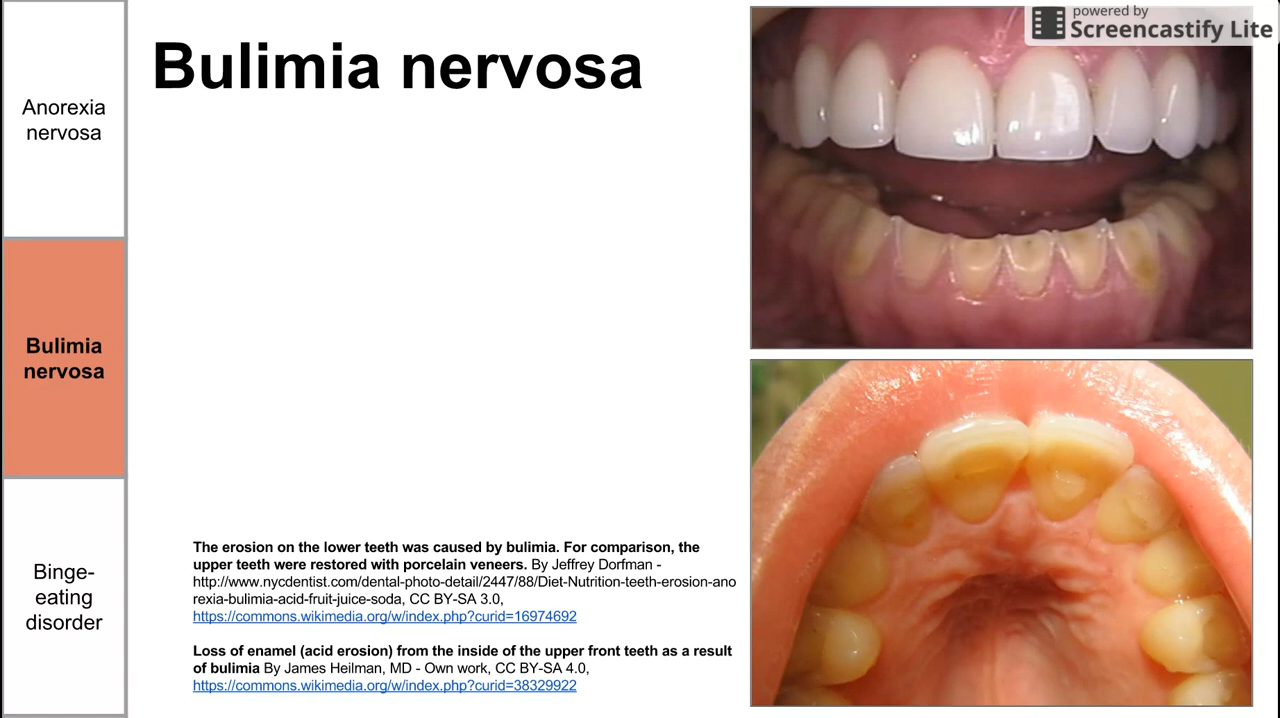 powered by
Screencastify Lite
Bulimia nervosa
Anorexia
nervosa
Bulimia
nervosa
Binge-
eating
disorder
The erosion on the lower teeth was caused by bulimia. For comparison, the
upper teeth were restored with porcelain veneers. By Jeffrey Dorfman -
http://www.nycdentist.com/dental-photo-detail/2447/88/Diet-Nutrition-teeth-erosion-ano
rexia-bulimia-acid-fruit-juice-soda, CC BY-SA 3.0,
https://commons.wikimedia.org/w/index.php?curid=16974692
Loss of enamel (acid erosion) from the inside of the upper front teeth as a result
of bulimia By James Heilman, MD - Own work, CC BY-SA 4.0,
https://commons.wikimedia.org/w/index.php?curid=38329922